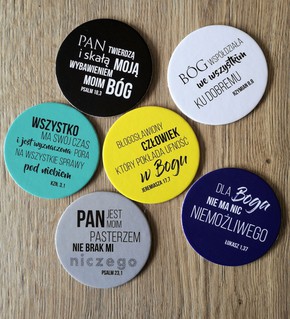 PAN TWIERDZĄ
i skałą MOJĄ
WYBAWIENIEM
MOIM BÓG
PSALM 18,3
BÓG WSPÓŁDZIAŁA
we wszystkim
KU DOBREMU
RZYMIAN 8,8
WSZYSTKO
MA SWÓJ CZAS
i jest wyznaczona PORA
NA WSZYSTKIE SPRAWY
pod niebiem
KZN. 3,1
BŁOGOSŁAWIONY
CZŁOWIEK
KTÓRY POKŁADA UFNOŚĆ
w Bogu
JEREMIASZA 17,7
DLA Boga
NIE MA NIC
NIEMOŻLIWEGO
ŁUKASZ 1,37
PAN JEST
MOIM
PASTERZEM
NIE BRAK MI
niczego
PSALM 23,1